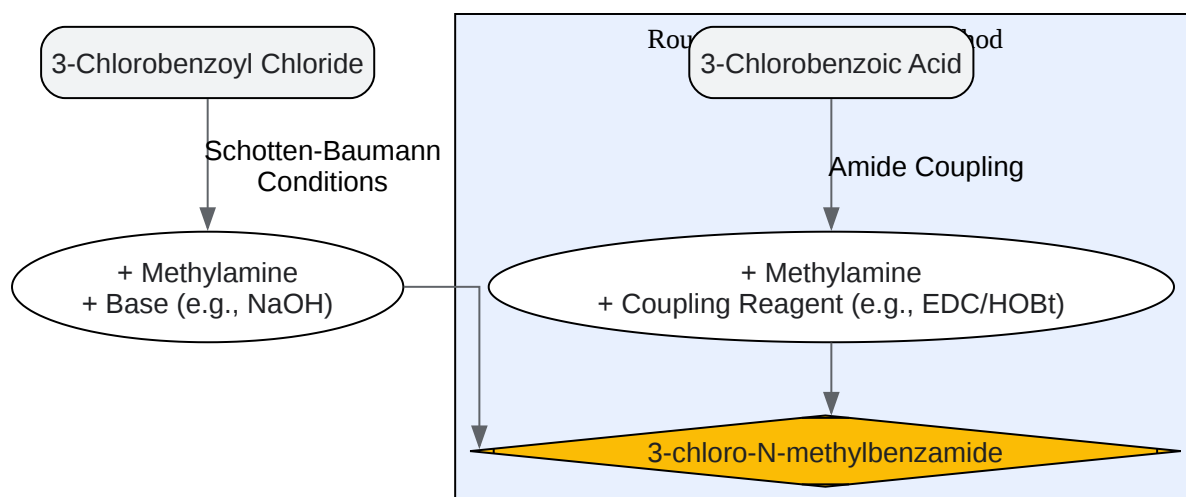 3-Chlorobenzoyl Chloride
Schotten-Baumann
Conditions
+ Methylamine
+ Base (e.g., NaOH)
3-Chlorobenzoic Acid
Amide Coupling
+ Methylamine
+ Coupling Reagent (e.g., EDC/HOBt)
3-chloro-N-methylbenzamide